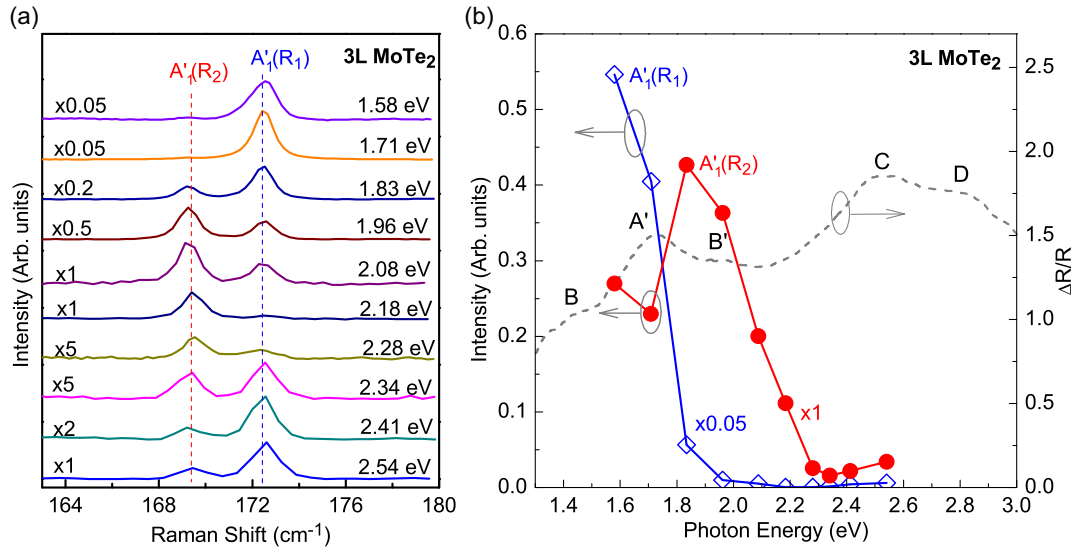 (a)
3L MoTe2
A'1(R2)
A'1(R1)
x0.05
1.58 eV
x0.05
1.71 eV
x0.2
1.83 eV
x0.5
1.96 eV
x1
2.08 eV
x1
2.18 eV
x5
2.28 eV
x5
2.34 eV
x2
2.41 eV
x1
2.54 eV
Intensity (Arb. units)
164 168 172 176 180
Raman Shift (cm-1)
(b)
3L MoTe2
0.6
0.5
0.4
0.3
0.2
0.1
0.0
Intensity (Arb. units)
A'1(R1)
A'1(R2)
B
A'
B'
C
D
x0.05
x1
2.5
2.0
1.5
1.0
0.5
0.0
ΔR/R
1.4 1.6 1.8 2.0 2.2 2.4 2.6 2.8 3.0
Photon Energy (eV)